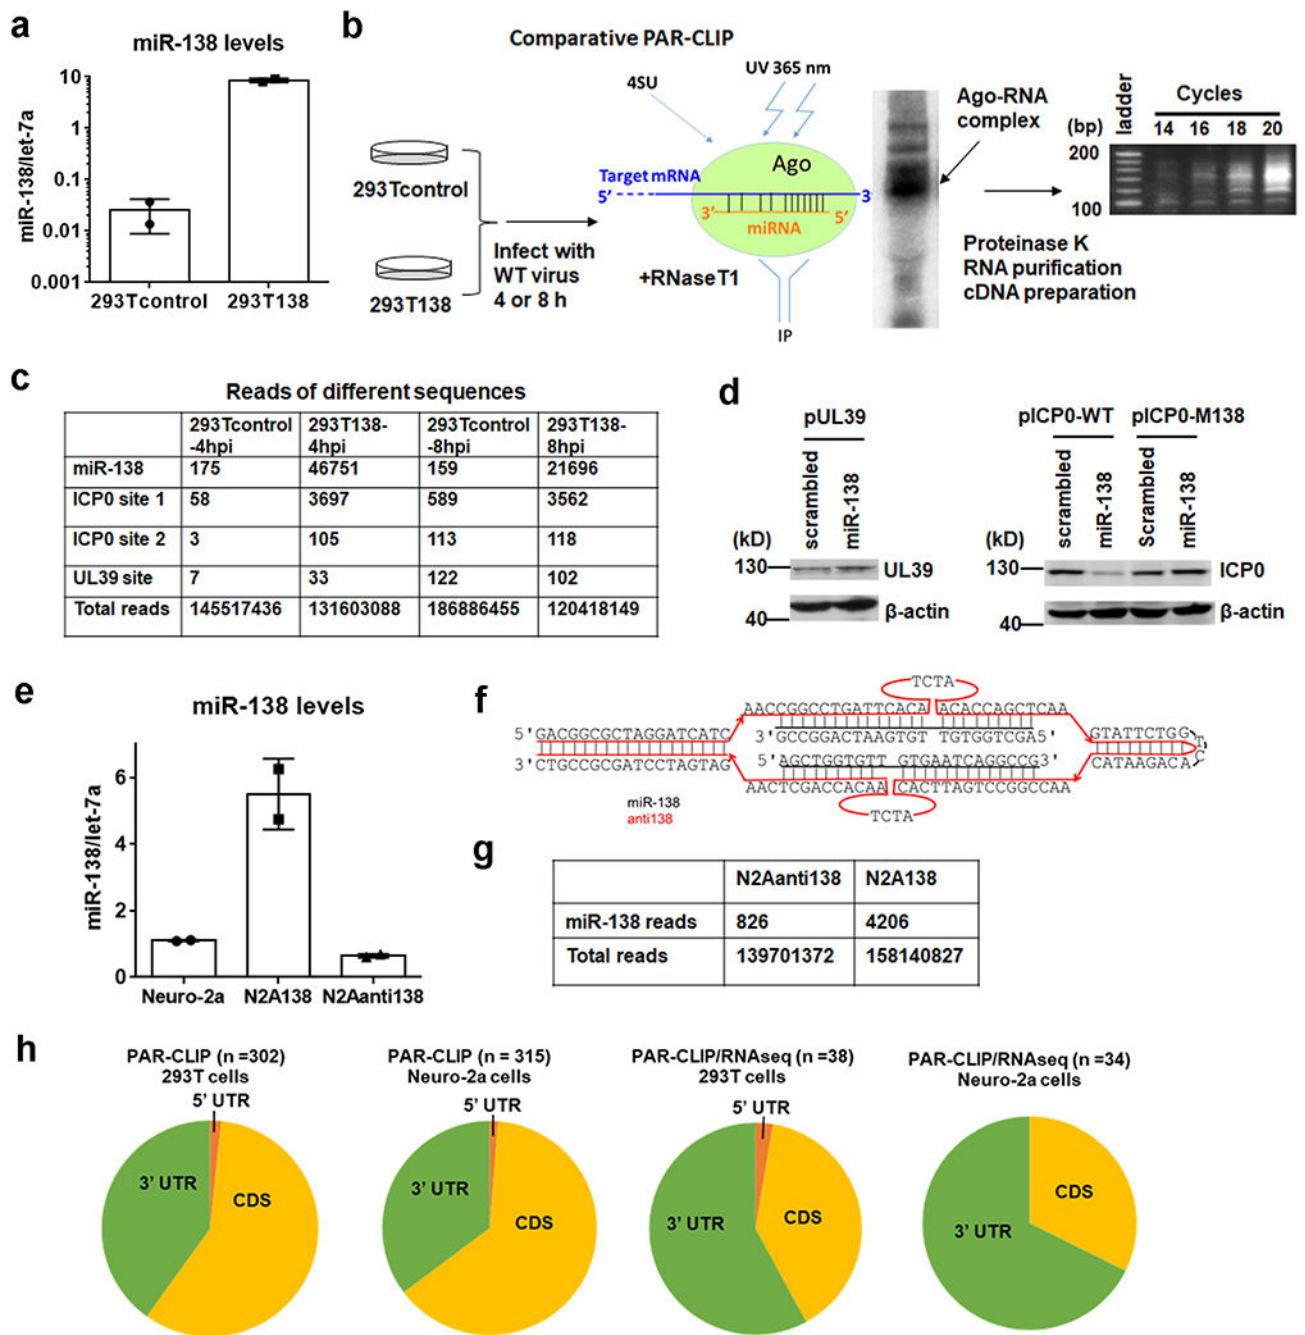 a
miR-138 levels
miR-138/let-7a
10
1
0.1
0.01
0.001
293Tcontrol
293T138
b
Comparative PAR-CLIP
4SU
UV 365 nm
293Tcontrol
293T138
Infect with
WT virus
4 or 8 h
Target mRNA
5'
3'
Ago
3'
5'
miRNA
+RNaseT1
IP
Ago-RNA
complex
Proteinase K
RNA purification
cDNA preparation
Cycles
(bp) ladder 14 16 18 20
200
100
c
Reads of different sequences
293Tcontrol -4hpi 293T138-4hpi 293Tcontrol -8hpi 293T138-8hpi
miR-138 175 46751 159 21696
ICP0 site 1 58 3697 589 3562
ICP0 site 2 3 105 113 118
UL39 site 7 33 122 102
Total reads 145517436 131603088 186886455 120418149
d
pUL39
scrambled
miR-138
(kD)
130
UL39
40
β-actin
pICP0-WT pICP0-M138
scrambled
miR-138
Scrambled
miR-138
(kD)
130
ICP0
40
β-actin
e
miR-138 levels
miR-138/let-7a
6
4
2
0
Neuro-2a
N2A138
N2Aanti138
f
TCTA
AACCGGCCTGATTCACA ACACCAGCTCAA
5'GACGGCGCTAGGATCATC
3'GCCGGACTAAGTGT TGTGGTCGA5'
GTATTCTGG
T
C
5'AGCTGGTGTT GTGAATCAGGCCG3'
3'CTGCCGCGATCCTAGTAG
CATAAGACA
AACTCGACCACAA CACTTAGTCCGGCCAA
TCTA
miR-138
anti138
g
N2Aanti138 N2A138
miR-138 reads 826 4206
Total reads 139701372 158140827
h
PAR-CLIP (n =302)
293T cells
5' UTR
3' UTR
CDS
PAR-CLIP (n = 315)
Neuro-2a cells
5' UTR
3' UTR
CDS
PAR-CLIP/RNAseq (n =38)
293T cells
5' UTR
3' UTR
CDS
PAR-CLIP/RNAseq (n =34)
Neuro-2a cells
3' UTR
CDS